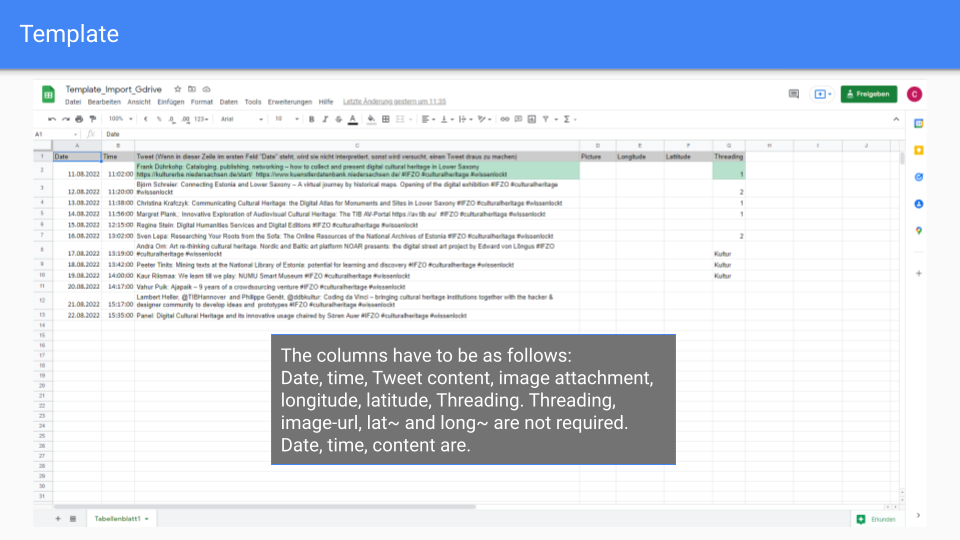 Template
Template_Import_Gdrive
Datei Bearbeiten Ansicht Einfügen Format Daten Tools Erweiterungen Hilfe Letzte Änderung gestern um 11:35
Freigeben
C
100% € % .0 .00 123 Arial 10 B I S A
A1 fx Date
A B C D E F G H I J
1 Date Time Tweet (Wenn in dieser Zeile im ersten Feld "Date" steht, wird sie nicht interpretiert, sonst wird versucht, einen Tweet draus zu machen) Picture Longitude Latitude Threading
Frank Dührkohp: Cataloging, publishing, networking – how to collect and present digital cultural heritage in Lower Saxony
2 11.08.2022 11:02:00 https://kulturerbe.niedersachsen.de/start/ https://www.kuenstlerdatenbank.niedersachsen.de/ #IFZO #culturalheritage #wissenlockt 1
Björn Schreier: Connecting Estonia and Lower Saxony – A virtual journey by historical maps. Opening of the digital exhibition #IFZO #culturalheritage
3 12.08.2022 11:20:00 #wissenlockt 2
4 13.08.2022 11:38:00 Christina Krafczyk: Communicating Cultural Heritage: the Digital Atlas for Monuments and Sites in Lower Saxony #IFZO #culturalheritage #wissenlockt 1
5 14.08.2022 11:56:00 Margret Plank,: Innovative Exploration of Audiovisual Cultural Heritage: The TIB AV-Portal https://av.tib.eu/ #IFZO #culturalheritage #wissenlockt 1
6 15.08.2022 12:15:00 Regine Stein: Digital Humanities Services and Digital Editions #IFZO #culturalheritage #wissenlockt
7 16.08.2022 13:02:00 Sven Lepa: Researching Your Roots from the Sofa: The Online Resources of the National Archives of Estonia #IFZO #culturalheritage #wissenlockt 2
Andra Orn: Art re-thinking cultural heritage. Nordic and Baltic art platform NOAR presents: the digital street art project by Edward von Lõngus #IFZO
8 17.08.2022 13:19:00 #culturalheritage #wissenlockt Kultur
9 18.08.2022 13:42:00 Peeter Tinits: Mining texts at the National Library of Estonia: potential for learning and discovery #IFZO #culturalheritage #wissenlockt Kultur
10 19.08.2022 14:00:00 Kaur Riismaa: We learn till we play: NUMU Smart Museum #IFZO #culturalheritage #wissenlockt Kultur
11 20.08.2022 14:17:00 Vahur Puik: Ajapaik – 9 years of a crowdsourcing venture #IFZO #culturalheritage #wissenlockt
Lambert Heller, @TIBHannover and Philippe Genêt, @ddbkultur: Coding da Vinci – bringing cultural heritage institutions together with the hacker &
12 21.08.2022 15:17:00 designer community to develop ideas and prototypes #IFZO #culturalheritage #wissenlockt
13 22.08.2022 15:35:00 Panel: Digital Cultural Heritage and its innovative usage chaired by Sören Auer #IFZO #culturalheritage #wissenlockt
14
15
16
17
18
19
20
21
22
23
24
25
26
27
28
29
30
31
The columns have to be as follows:
Date, time, Tweet content, image attachment,
longitude, latitude, Threading. Threading,
image-url, lat~ and long~ are not required.
Date, time, content are.
Tabellenblatt1
Erkunden